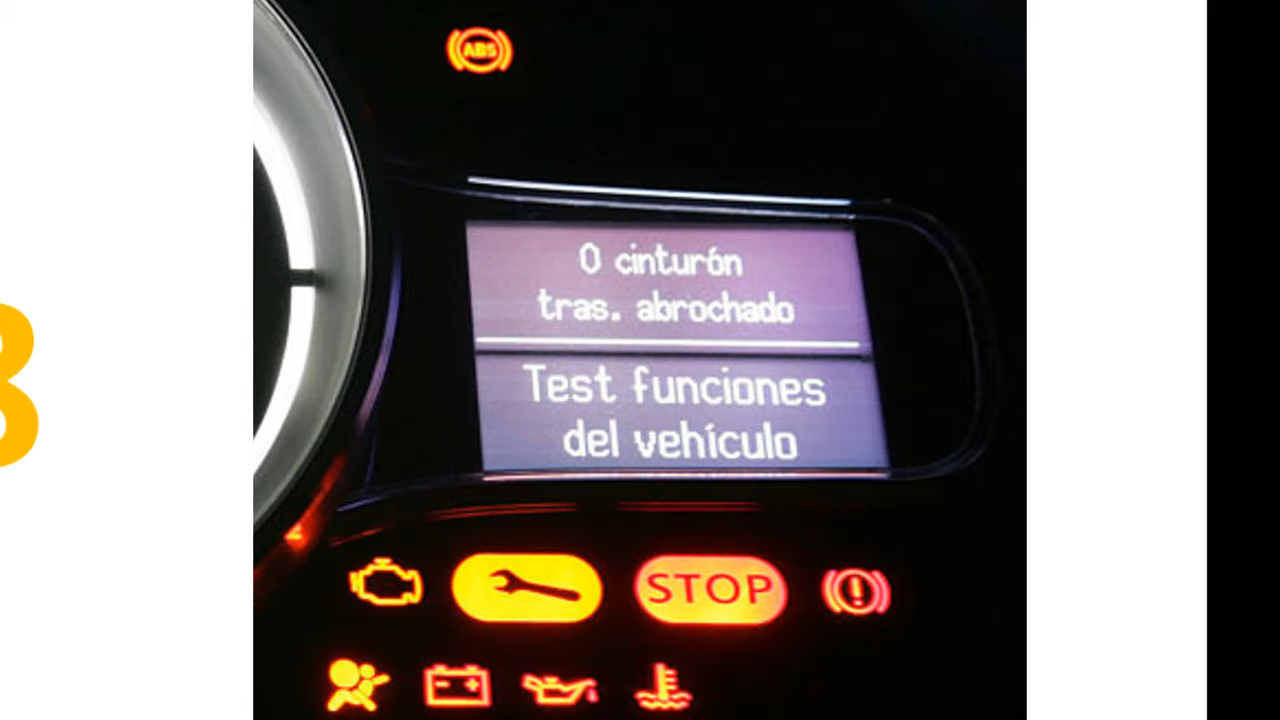 ABS
0 cinturón
tras. abrochado
Test funciones
del vehículo
STOP